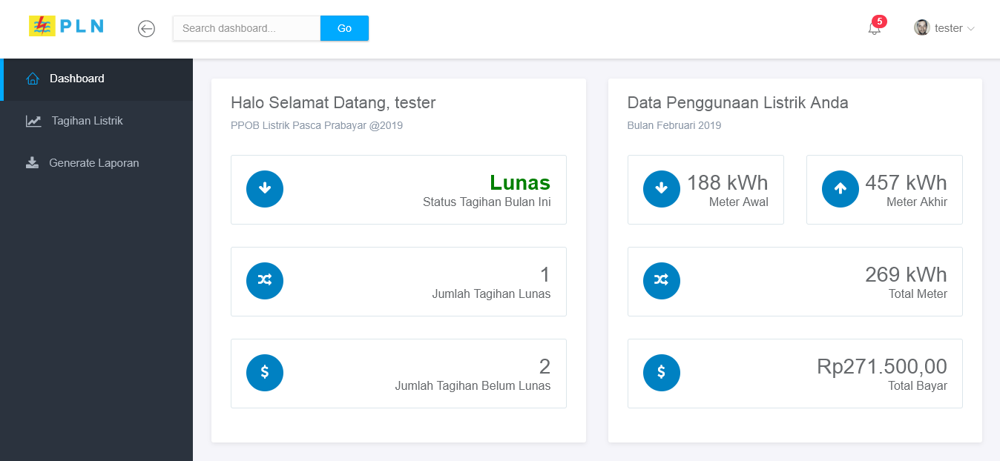 PLN
Search dashboard...
Go
5
tester
Dashboard
Tagihan Listrik
Generate Laporan
Halo Selamat Datang, tester
PPOB Listrik Pasca Prabayar @2019
Lunas
Status Tagihan Bulan Ini
1
Jumlah Tagihan Lunas
2
Jumlah Tagihan Belum Lunas
Data Penggunaan Listrik Anda
Bulan Februari 2019
188 kWh
Meter Awal
457 kWh
Meter Akhir
269 kWh
Total Meter
Rp271.500,00
Total Bayar